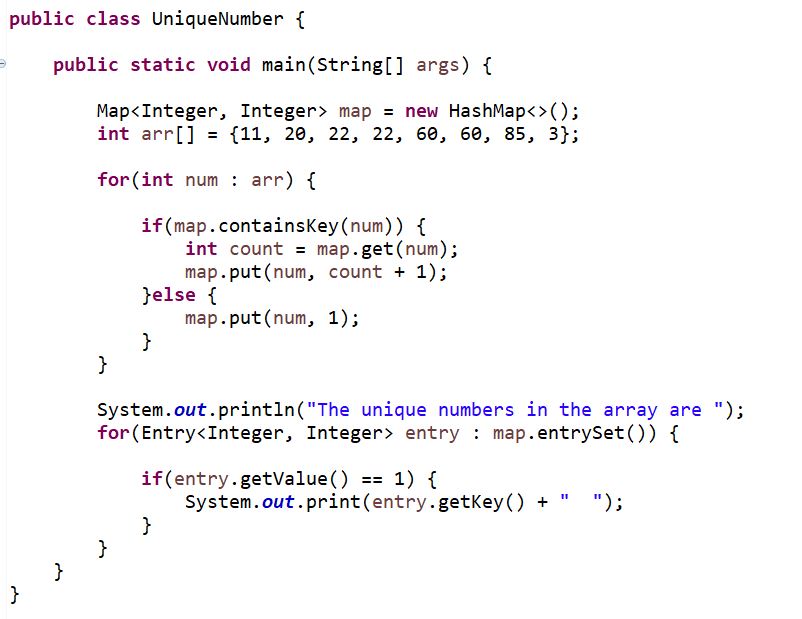 public class UniqueNumber {
public static void main(String[] args) {
Map<Integer, Integer> map = new HashMap<>();
int arr[] = {11, 20, 22, 22, 60, 60, 85, 3};
for(int num : arr) {
if(map.containsKey(num)) {
int count = map.get(num);
map.put(num, count + 1);
}else {
map.put(num, 1);
}
}
System.out.println("The unique numbers in the array are ");
for(Entry<Integer, Integer> entry : map.entrySet()) {
if(entry.getValue() == 1) {
System.out.print(entry.getKey() + "  ");
}
}
}
}